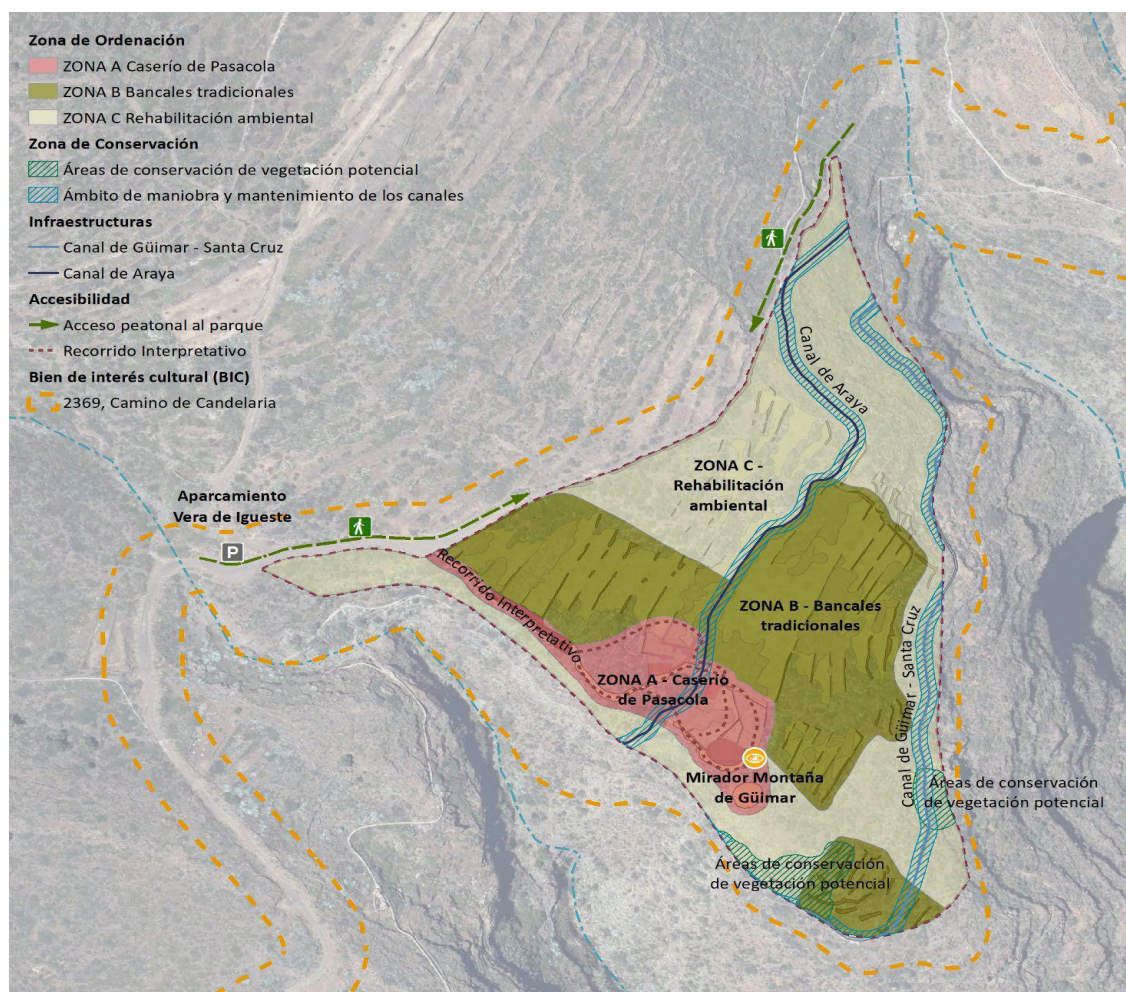 Zona de Ordenación
ZONA A Caserío de Pasacola
ZONA B Bancales tradicionales
ZONA C Rehabilitación ambiental
Zona de Conservación
Áreas de conservación de vegetación potencial
Ámbito de maniobra y mantenimiento de los canales
Infraestructuras
Canal de Güimar - Santa Cruz
Canal de Araya
Accesibilidad
Acceso peatonal al parque
Recorrido Interpretativo
Bien de interés cultural (BIC)
2369, Camino de Candelaria
Canal de Araya
ZONA C -
Rehabilitación
ambiental
Aparcamiento
Vera de Igueste
P
Recorrido Interpretativo
ZONA B - Bancales
tradicionales
ZONA A - Caserío
de Pasacola
Canal de Güimar - Santa Cruz
Mirador Montaña
de Güimar
Áreas de conservación
de vegetación potencial
Áreas de conservación
de vegetación potencial